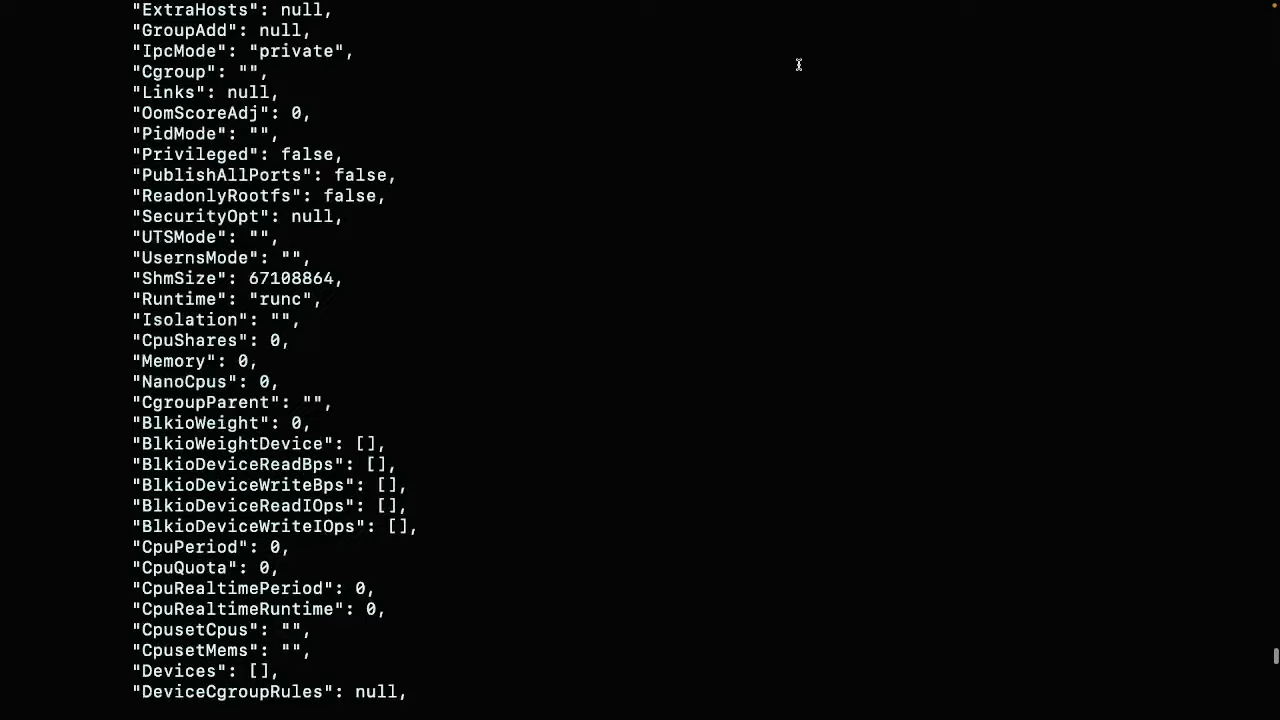 "ExtraHosts": null,
"GroupAdd": null,
"IpcMode": "private",
"Cgroup": "",
"Links": null,
"OomScoreAdj": 0,
"PidMode": "",
"Privileged": false,
"PublishAllPorts": false,
"ReadonlyRootfs": false,
"SecurityOpt": null,
"UTSMode": "",
"UsernsMode": "",
"ShmSize": 67108864,
"Runtime": "runc",
"Isolation": "",
"CpuShares": 0,
"Memory": 0,
"NanoCpus": 0,
"CgroupParent": "",
"BlkioWeight": 0,
"BlkioWeightDevice": [],
"BlkioDeviceReadBps": [],
"BlkioDeviceWriteBps": [],
"BlkioDeviceReadIOps": [],
"BlkioDeviceWriteIOps": [],
"CpuPeriod": 0,
"CpuQuota": 0,
"CpuRealtimePeriod": 0,
"CpuRealtimeRuntime": 0,
"CpusetCpus": "",
"CpusetMems": "",
"Devices": [],
"DeviceCgroupRules": null,